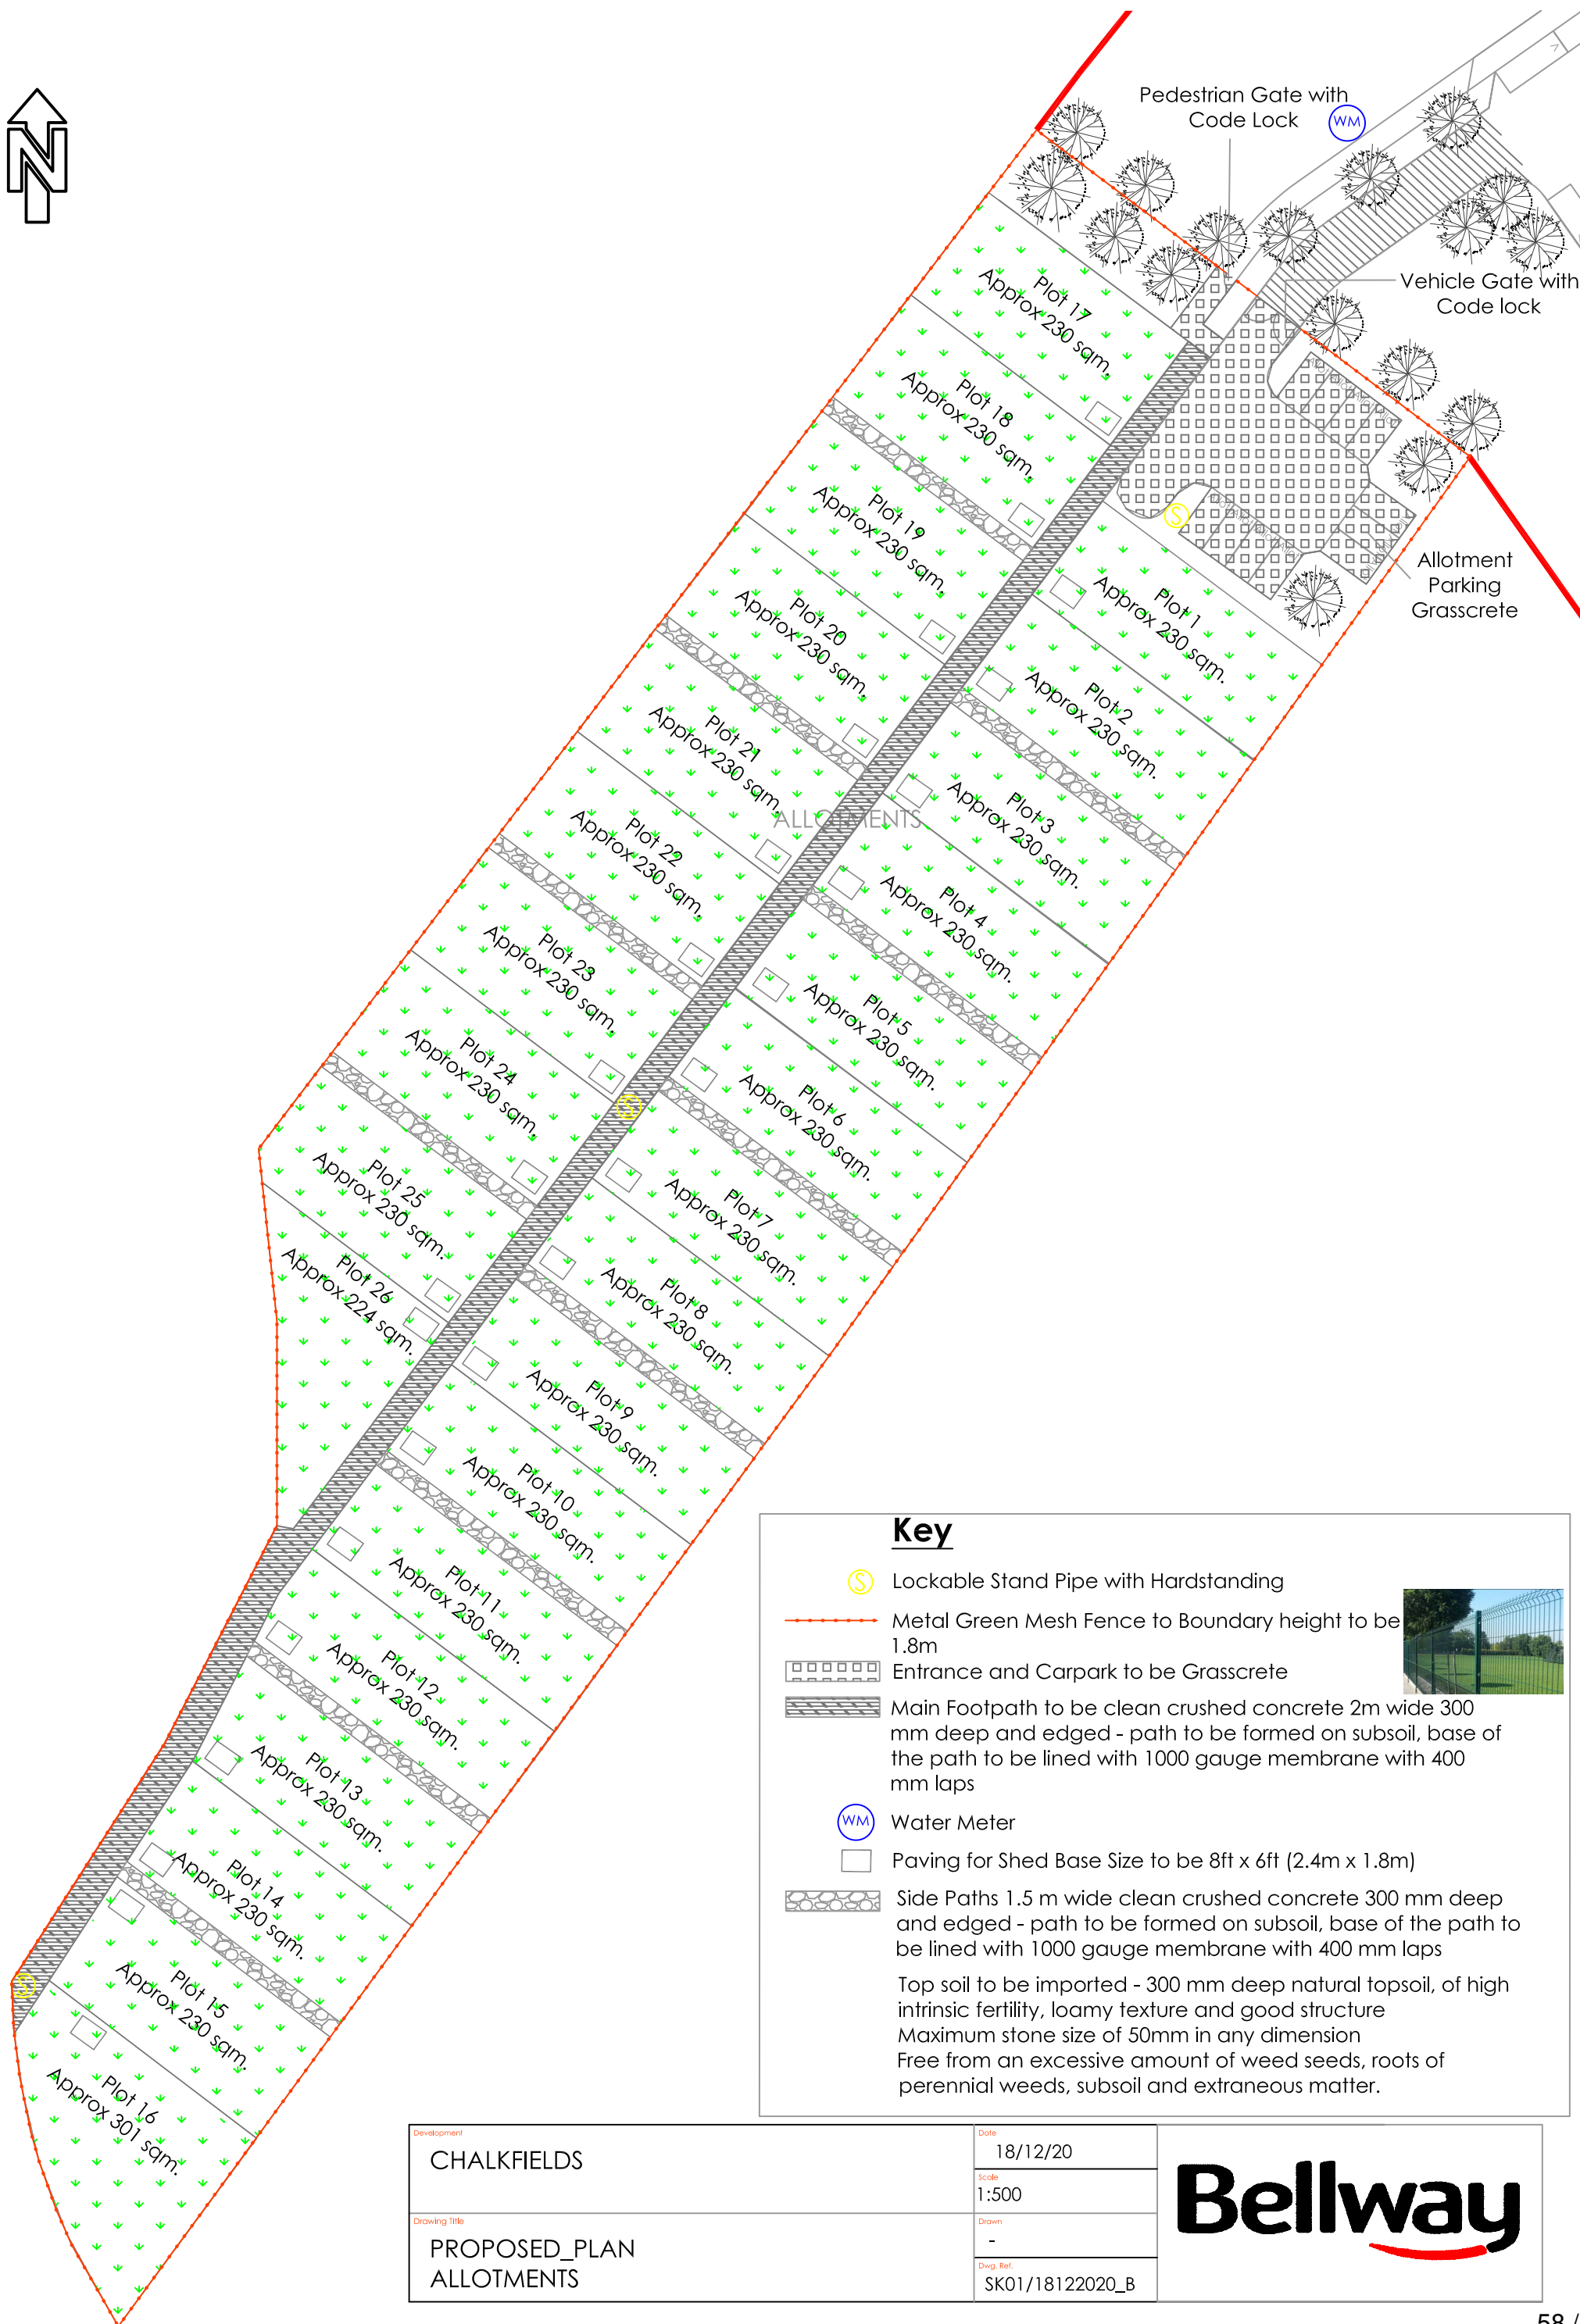 N
Pedestrian Gate with
Code Lock
WM
Vehicle Gate with
Code lock
Plot 17
Approx 230 sqm.
Plot 18
Approx 230 sqm.
Plot 19
Approx 230 sqm.
Plot 20
Approx 230 sqm.
Plot 21
Approx 230 sqm.
Plot 22
Approx 230 sqm.
Plot 23
Approx 230 sqm.
Plot 24
Approx 230 sqm.
Plot 25
Approx 230 sqm.
Plot 26
Approx 224 sqm.
S
Allotment
Parking
Grasscrete
Plot 1
Approx 230 sqm.
Plot 2
Approx 230 sqm.
Plot 3
Approx 230 sqm.
ALLOTMENTS
Plot 4
Approx 230 sqm.
Plot 5
Approx 230 sqm.
Plot 6
Approx 230 sqm.
S
Plot 7
Approx 230 sqm.
Plot 8
Approx 230 sqm.
Plot 9
Approx 230 sqm.
Plot 10
Approx 230 sqm.
Plot 11
Approx 230 sqm.
Plot 12
Approx 230 sqm.
Plot 13
Approx 230 sqm.
Plot 14
Approx 230 sqm.
Plot 15
Approx 230 sqm.
S
Plot 16
Approx 301 sqm.
Key
S Lockable Stand Pipe with Hardstanding
Metal Green Mesh Fence to Boundary height to be
1.8m
Entrance and Carpark to be Grasscrete
Main Footpath to be clean crushed concrete 2m wide 300
mm deep and edged - path to be formed on subsoil, base of
the path to be lined with 1000 gauge membrane with 400
mm laps
WM Water Meter
Paving for Shed Base Size to be 8ft x 6ft (2.4m x 1.8m)
Side Paths 1.5 m wide clean crushed concrete 300 mm deep
and edged - path to be formed on subsoil, base of the path to
be lined with 1000 gauge membrane with 400 mm laps
Top soil to be imported - 300 mm deep natural topsoil, of high
intrinsic fertility, loamy texture and good structure
Maximum stone size of 50mm in any dimension
Free from an excessive amount of weed seeds, roots of
perennial weeds, subsoil and extraneous matter.
Development
CHALKFIELDS
Drawing Title
PROPOSED_PLAN
ALLOTMENTS
Date
18/12/20
Scale
1:500
Drawn
-
Dwg. Ref.
SK01/18122020_B
Bellway
58 /